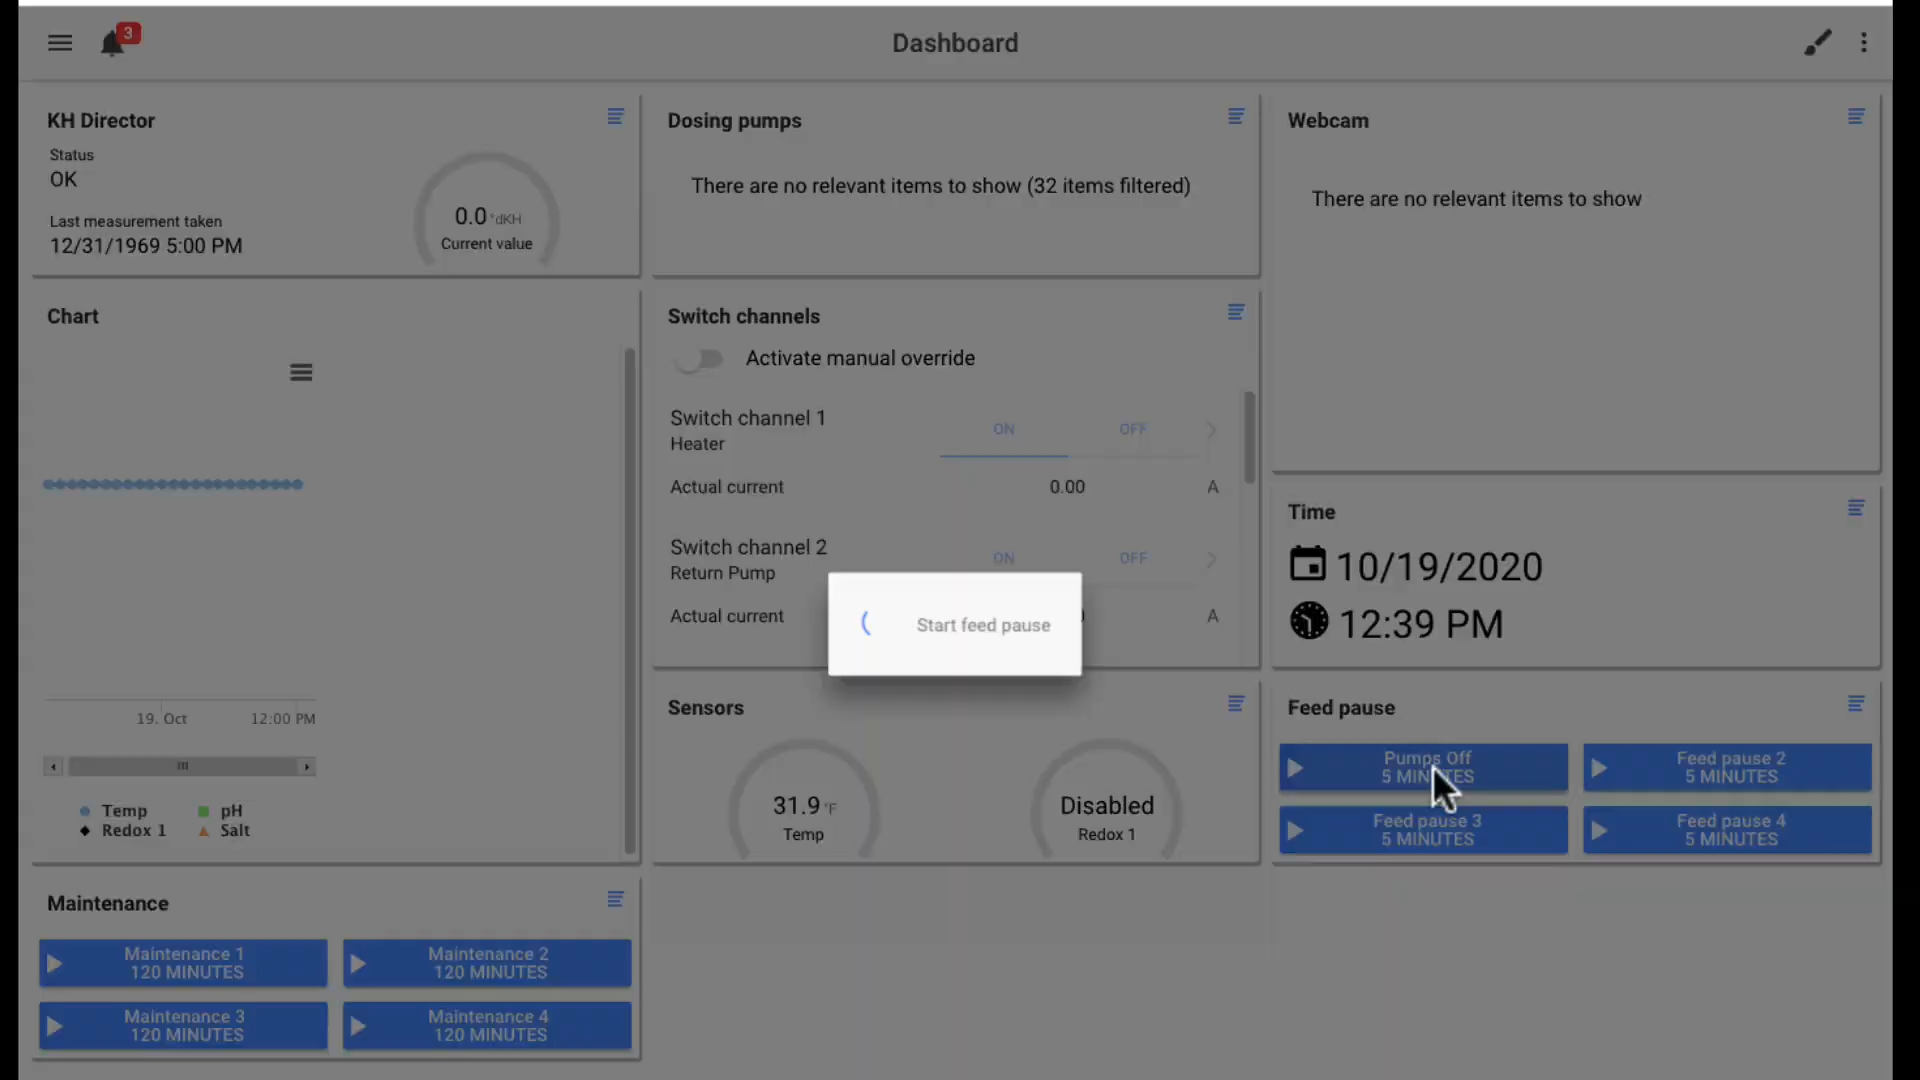 3
Dashboard
KH Director
Status
OK
Last measurement taken
12/31/1969 5:00 PM
0.0 °dKH
Current value
Dosing pumps
There are no relevant items to show (32 items filtered)
Webcam
There are no relevant items to show
Chart
19. Oct
12:00 PM
Temp
pH
Redox 1
Salt
Switch channels
Activate manual override
Switch channel 1
Heater
ON
OFF
Actual current
0.00
A
Switch channel 2
Return Pump
ON
OFF
Actual current
A
Start feed pause
Time
10/19/2020
12:39 PM
Sensors
31.9 °F
Temp
Disabled
Redox 1
Feed pause
Pumps Off
5 MINUTES
Feed pause 2
5 MINUTES
Feed pause 3
5 MINUTES
Feed pause 4
5 MINUTES
Maintenance
Maintenance 1
120 MINUTES
Maintenance 2
120 MINUTES
Maintenance 3
120 MINUTES
Maintenance 4
120 MINUTES